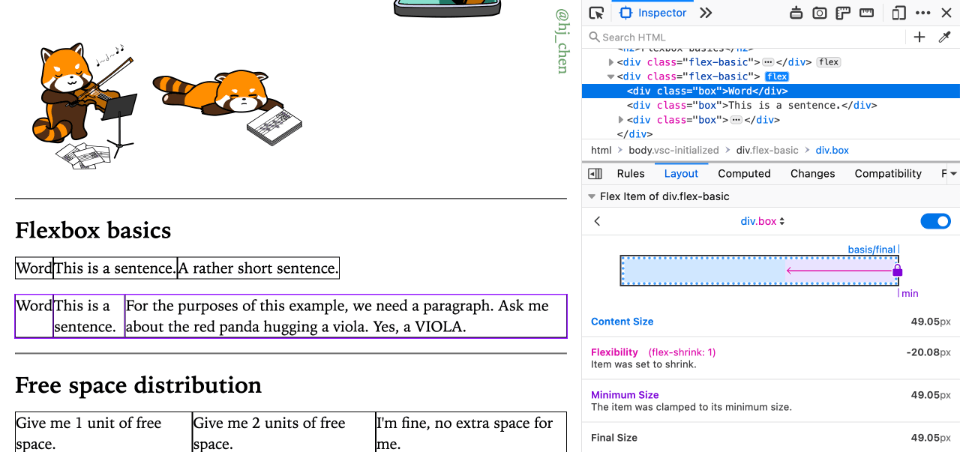 @hj_chen
Flexbox basics
Word This is a sentence. A rather short sentence.
Word This is a sentence. For the purposes of this example, we need a paragraph. Ask me
about the red panda hugging a viola. Yes, a VIOLA.
Free space distribution
Give me 1 unit of free space.
Give me 2 units of free space.
I'm fine, no extra space for me.
Inspector
Search HTML
<h2>Flexbox basics</h2>
<div class="flex-basic"> ⋯ </div> flex
<div class="flex-basic"> flex
<div class="box">Word</div>
<div class="box">This is a sentence.</div>
<div class="box"> ⋯ </div>
</div>
html > body.vsc-initialized > div.flex-basic > div.box
Rules Layout Computed Changes Compatibility F
Flex Item of div.flex-basic
div.box
basis/final
min
Content Size 49.05px
Flexibility (flex-shrink: 1) -20.08px
Item was set to shrink.
Minimum Size 49.05px
The item was clamped to its minimum size.
Final Size 49.05px